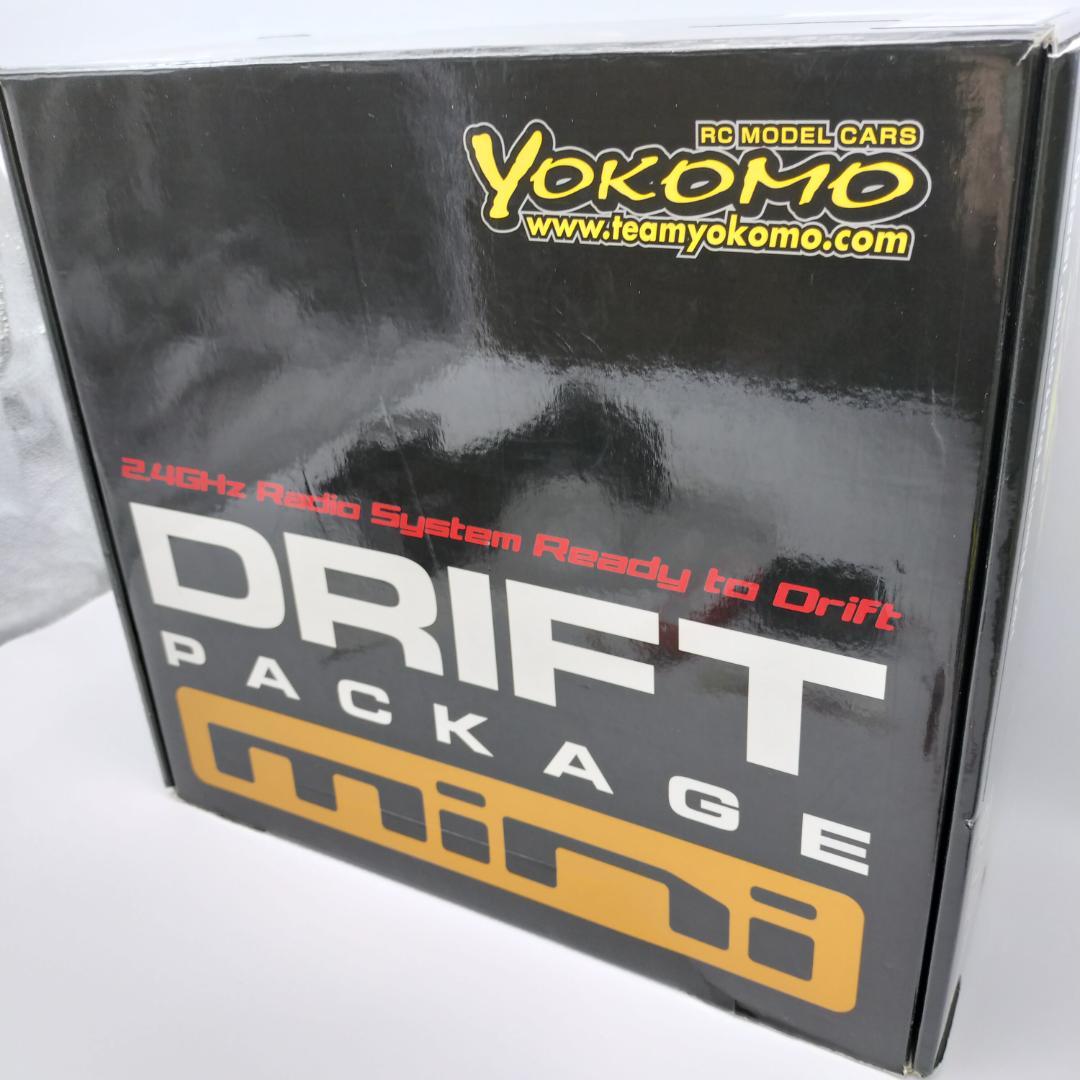 RC MODEL CARS
YOKOMO
www.teamyokomo.com
2.4GHz Radio System Ready to Drift
DRIFT
PACKAGE
mini